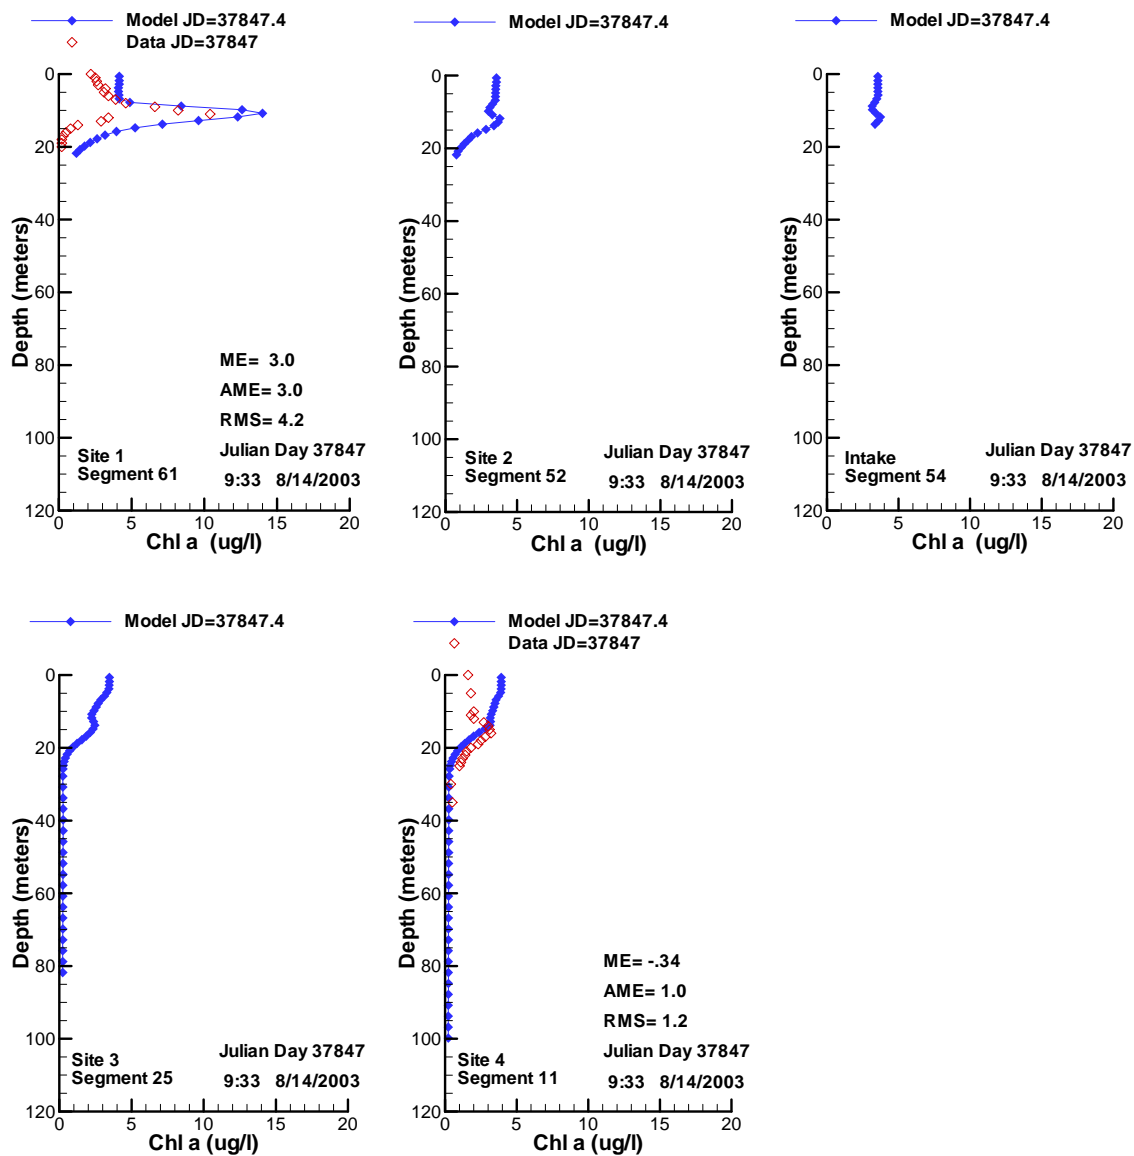 Model JD=37847.4
Data JD=37847
0
20
40
60
80
100
120
Depth (meters)
ME= 3.0
AME= 3.0
RMS= 4.2
Julian Day 37847
Site 1
Segment 61
9:33 8/14/2003
0 5 10 15 20
Chl a (ug/l)
Model JD=37847.4
0
20
40
60
80
100
120
Depth (meters)
Julian Day 37847
Site 2
Segment 52
9:33 8/14/2003
0 5 10 15 20
Chl a (ug/l)
Model JD=37847.4
0
20
40
60
80
100
120
Depth (meters)
Julian Day 37847
Intake
Segment 54
9:33 8/14/2003
0 5 10 15 20
Chl a (ug/l)
Model JD=37847.4
0
20
40
60
80
100
120
Depth (meters)
Julian Day 37847
Site 3
Segment 25
9:33 8/14/2003
0 5 10 15 20
Chl a (ug/l)
Model JD=37847.4
Data JD=37847
0
20
40
60
80
100
120
Depth (meters)
ME= -.34
AME= 1.0
RMS= 1.2
Julian Day 37847
Site 4
Segment 11
9:33 8/14/2003
0 5 10 15 20
Chl a (ug/l)